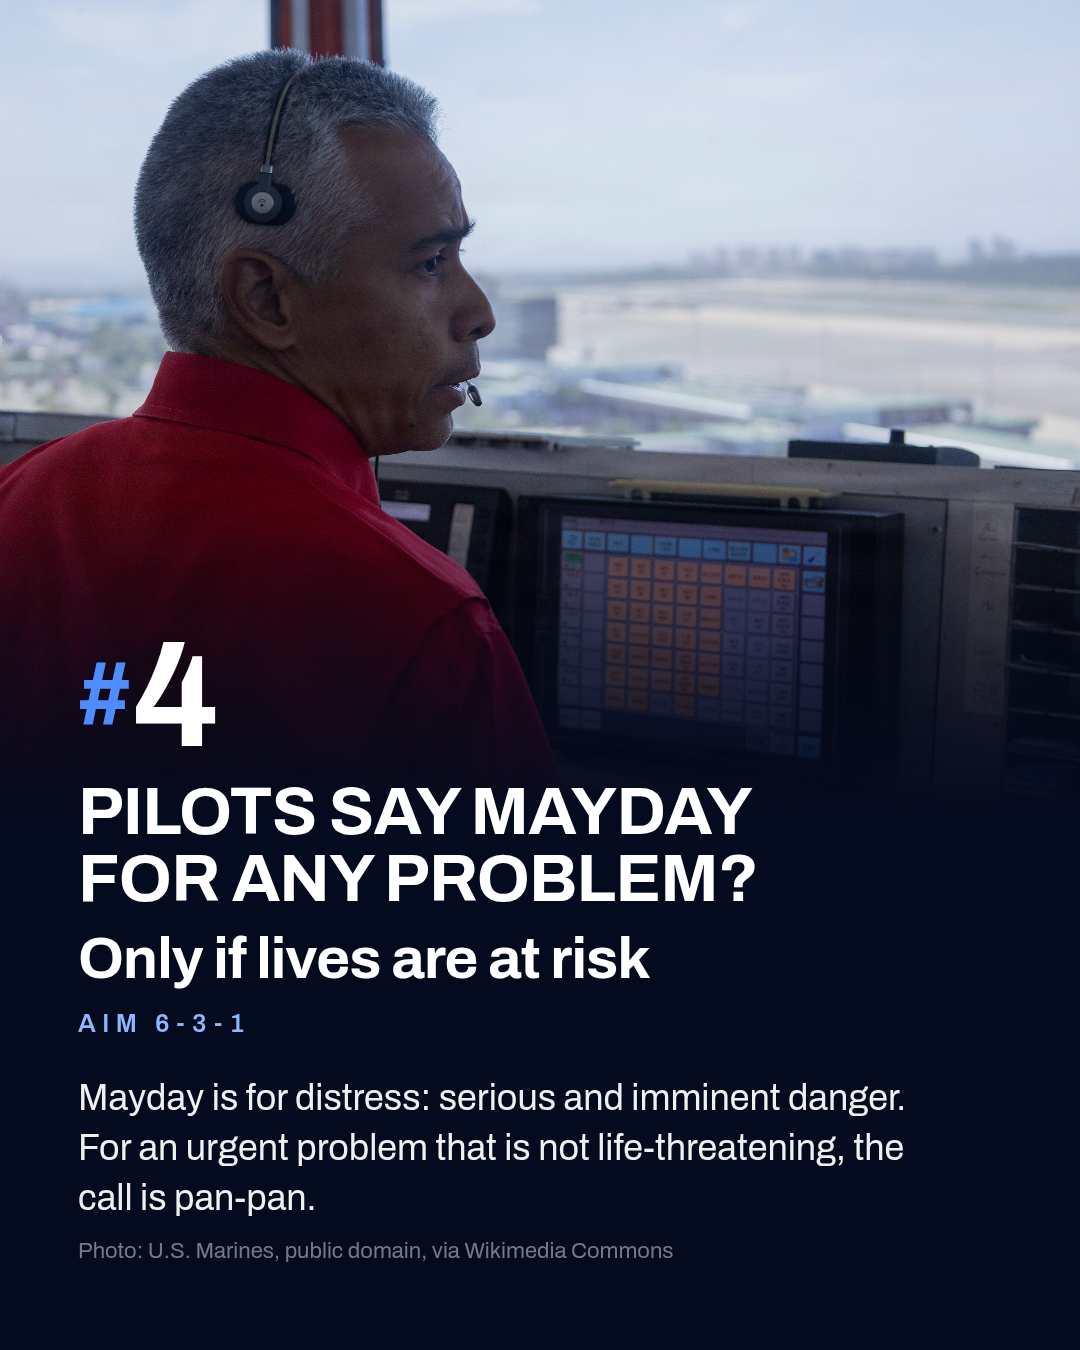 #4
PILOTS SAY MAYDAY
FOR ANY PROBLEM?
Only if lives are at risk
AIM 6-3-1
Mayday is for distress: serious and imminent danger.
For an urgent problem that is not life-threatening, the
call is pan-pan.
Photo: U.S. Marines, public domain, via Wikimedia Commons